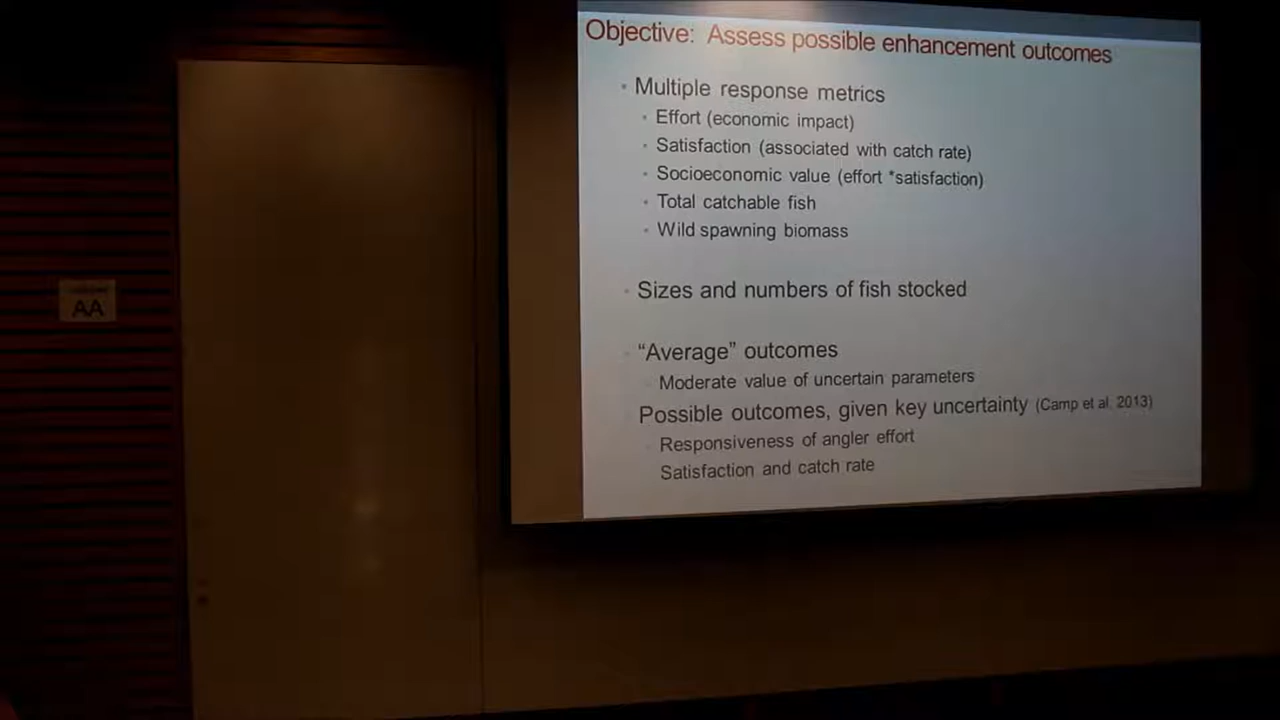 Objective: Assess possible enhancement outcomes
• Multiple response metrics
• Effort (economic impact)
• Satisfaction (associated with catch rate)
• Socioeconomic value (effort *satisfaction)
• Total catchable fish
• Wild spawning biomass
• Sizes and numbers of fish stocked
• “Average” outcomes
Moderate value of uncertain parameters
Possible outcomes, given key uncertainty (Camp et al. 2013)
Responsiveness of angler effort
Satisfaction and catch rate
AA